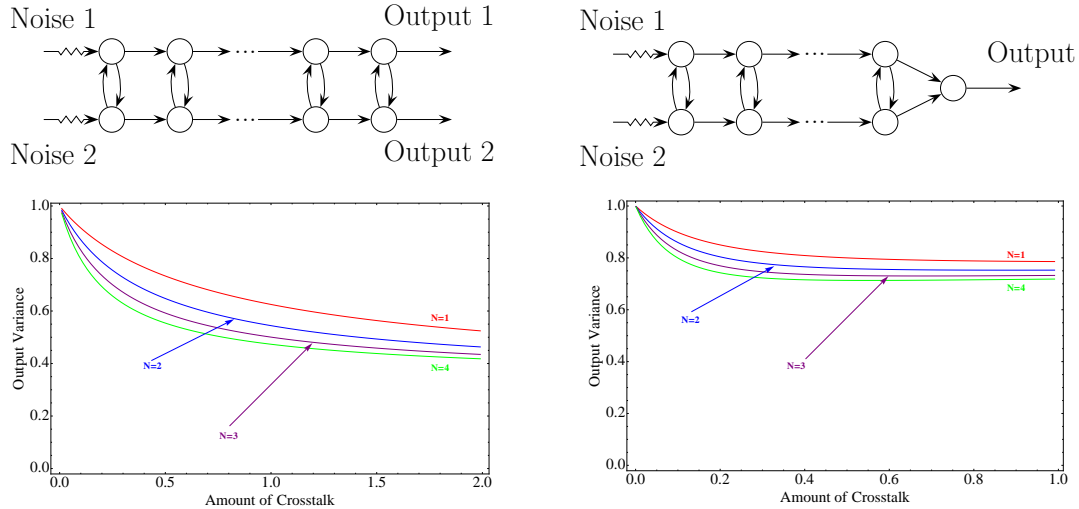 Noise 1
Output 1
Noise 2
Output 2
...
...
1.0
0.8
0.6
0.4
0.2
0.0
Output Variance
N=1
N=2
N=3
N=4
0.0 0.5 1.0 1.5 2.0
Amount of Crosstalk
Noise 1
Output
Noise 2
...
...
1.0
0.8
0.6
0.4
0.2
0.0
Output Variance
N=1
N=2
N=3
N=4
0.0 0.2 0.4 0.6 0.8 1.0
Amount of Crosstalk